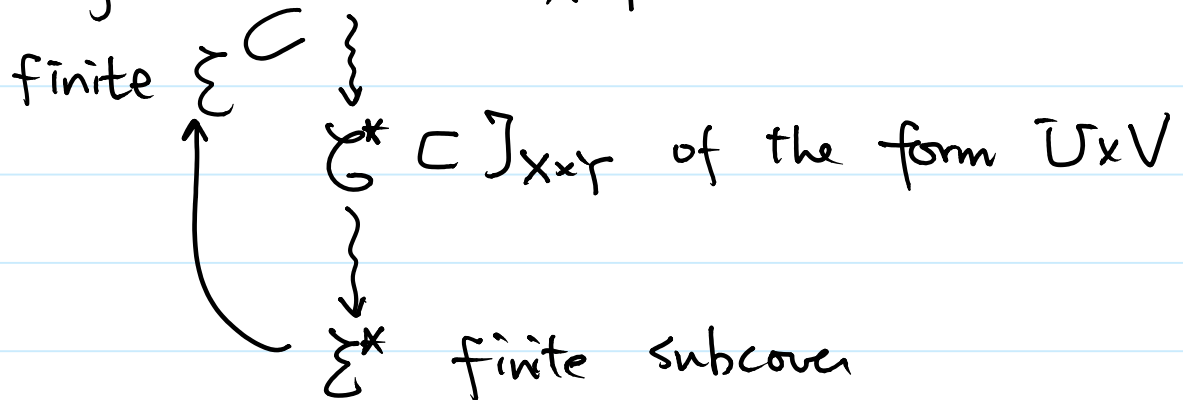 finite ℰ ⊂
𝒞* ⊂ 𝒥_{X×Y} of the form U×V
ℰ* finite subcover